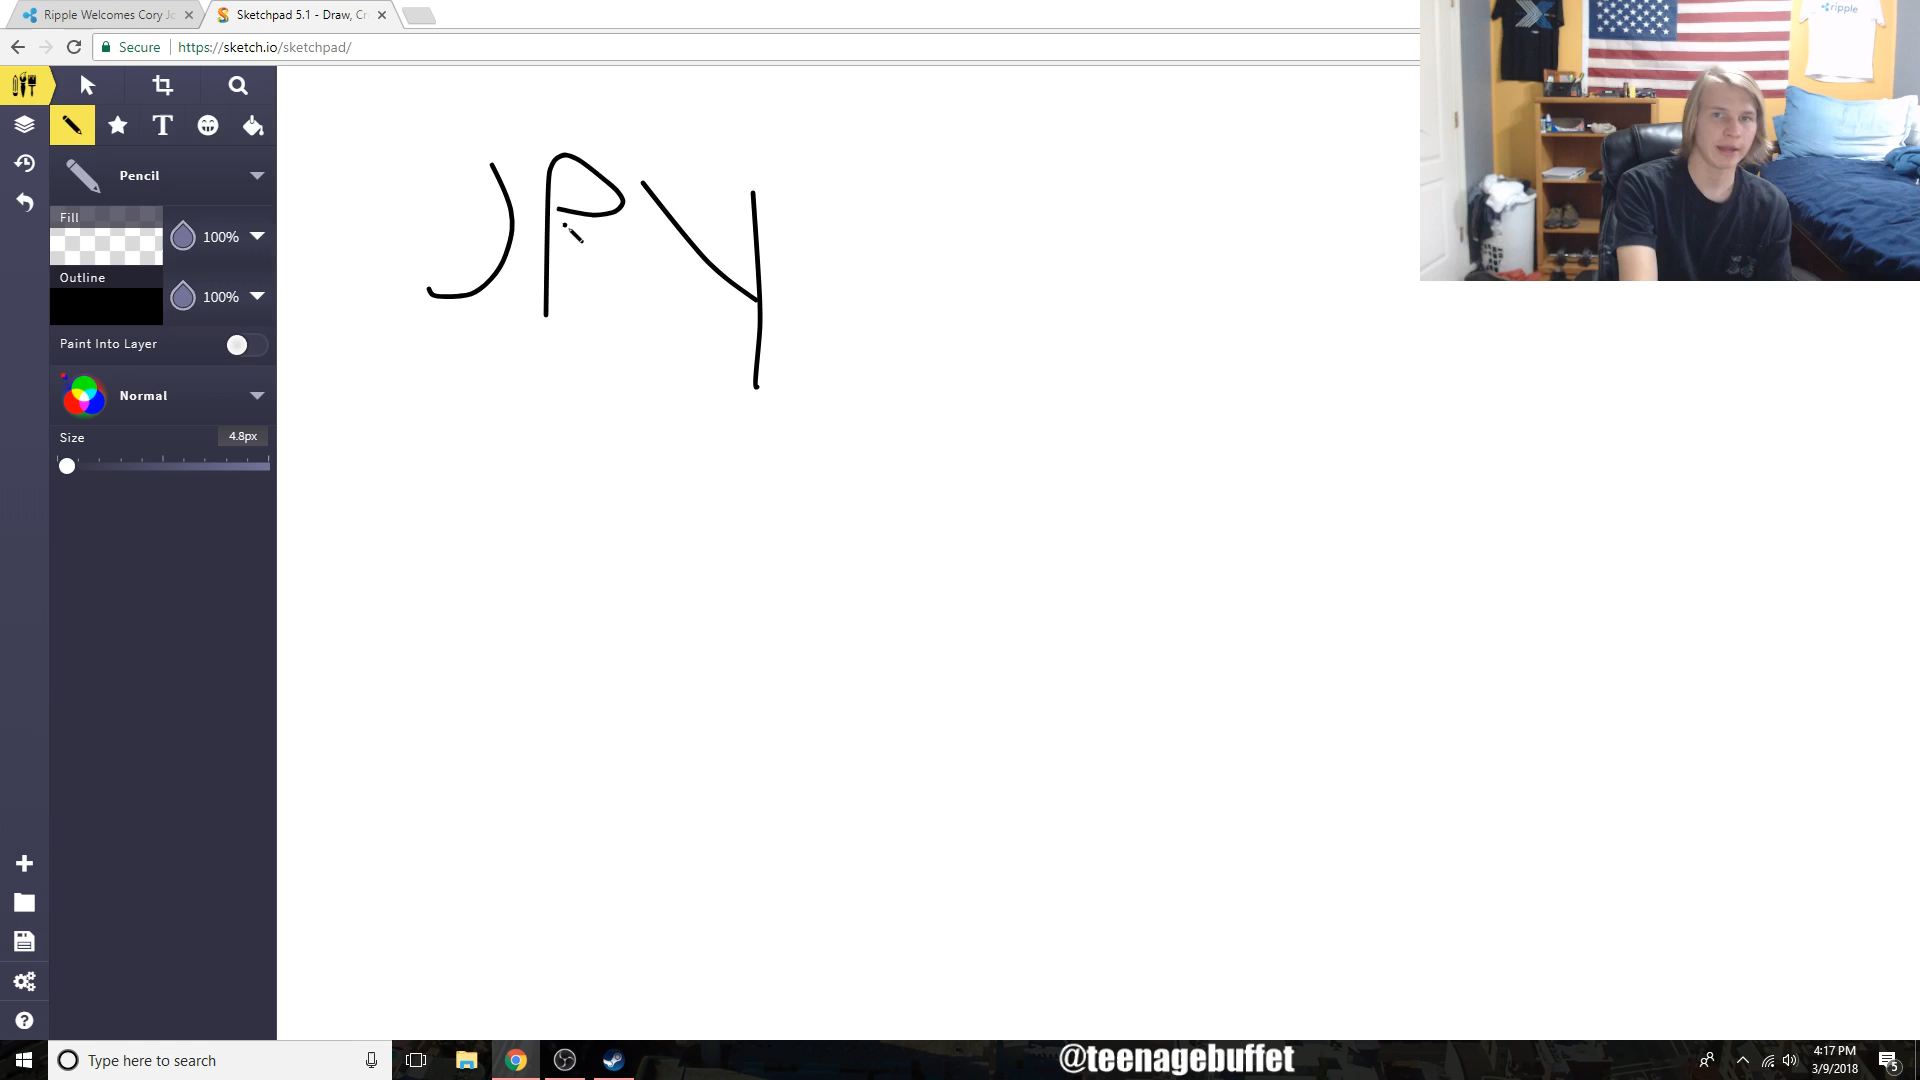 Ripple Welcomes Cory Jo
Sketchpad 5.1 - Draw, Cr
Secure
https://sketch.io/sketchpad/
ripple
T
Pencil
Fill
100%
Outline
100%
Paint Into Layer
Normal
Size
4.8px
JPY
Type here to search
@teenagebuffet
4:17 PM
3/9/2018
5